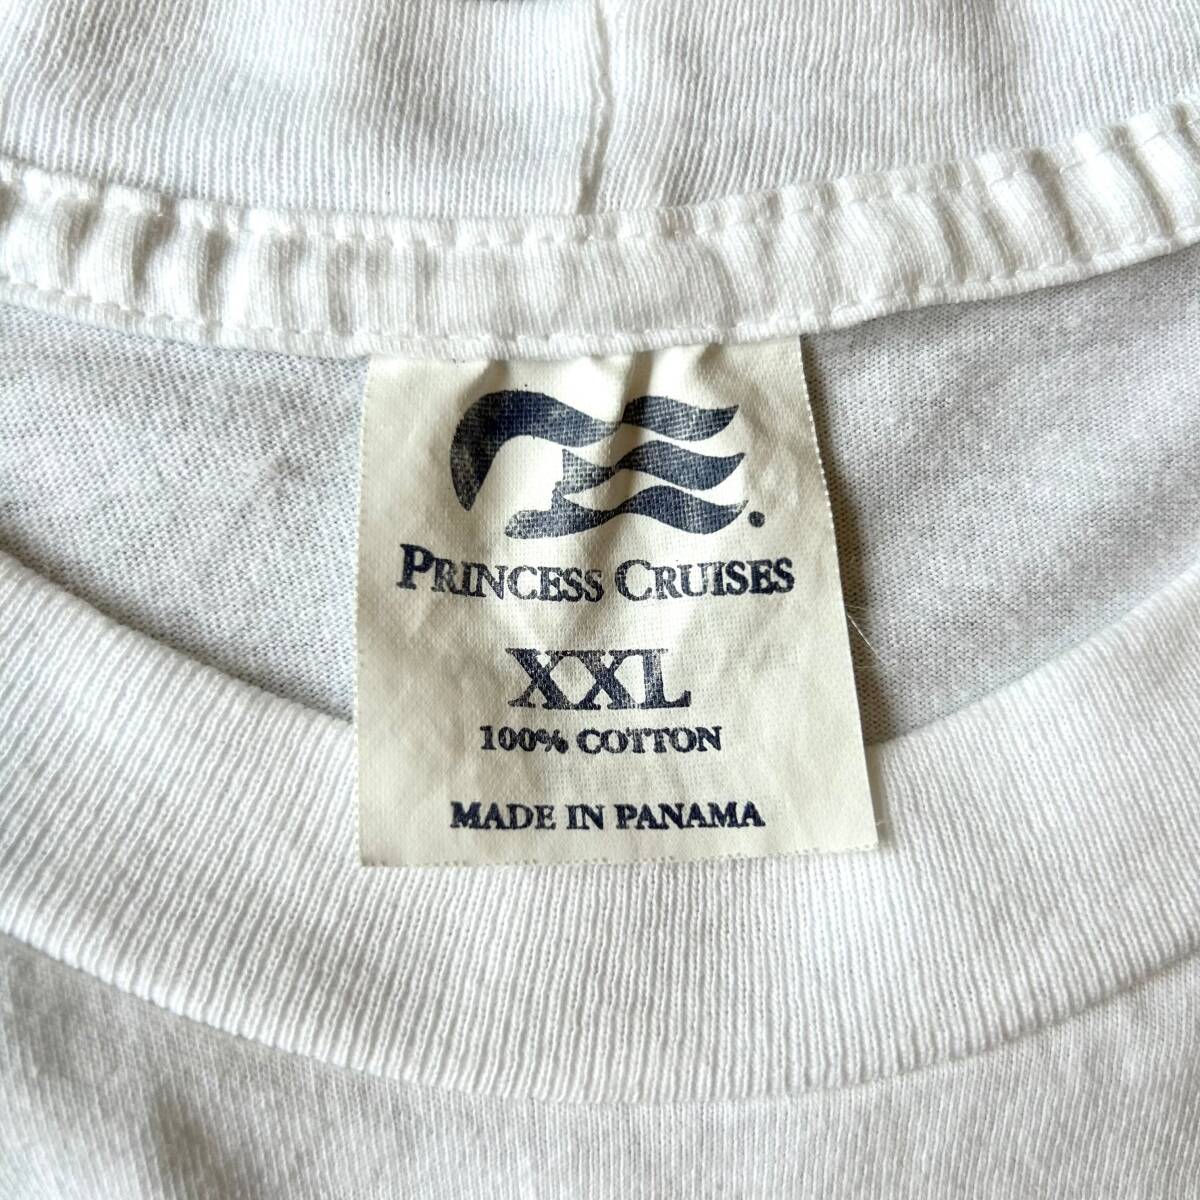 PRINCESS CRUISES
XXL
100% COTTON
MADE IN PANAMA